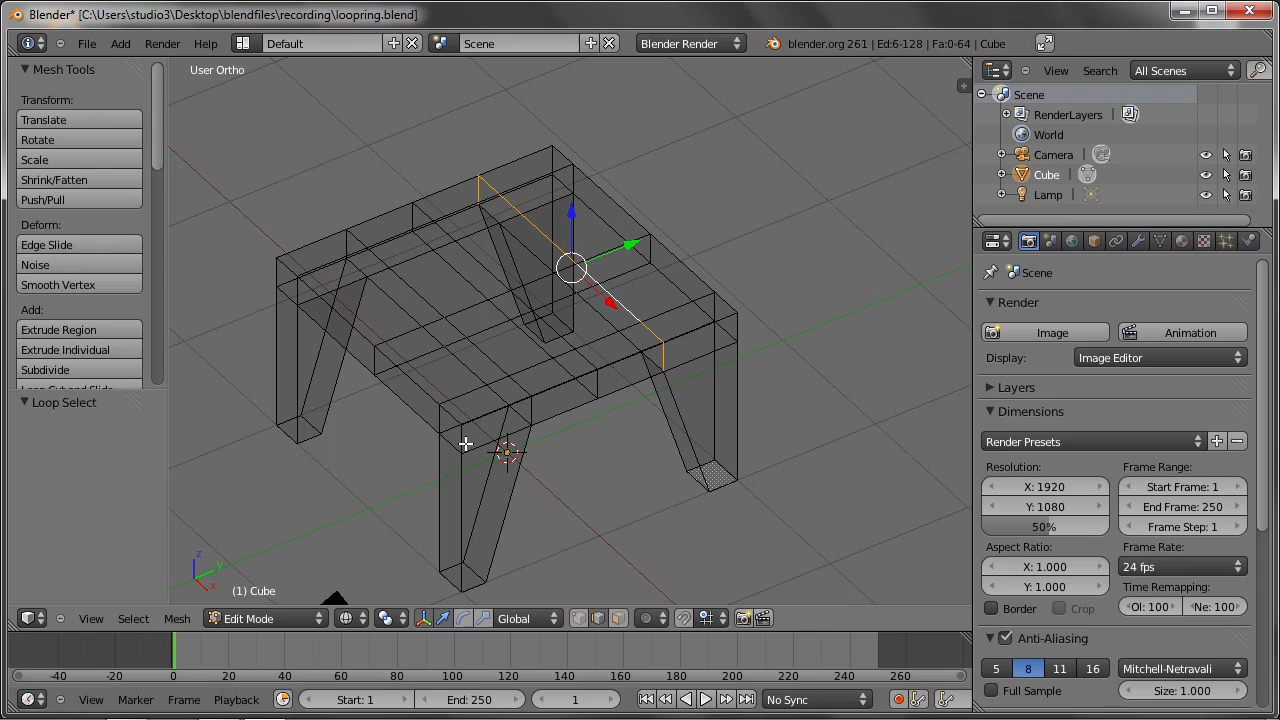 Blender* [C:\Users\studio3\Desktop\blendfiles\recording\loopring.blend]
File Add Render Help Default Scene Blender Render blender.org 261 | Ed:6-128 | Fa:0-64 | Cube
Mesh Tools
Transform:
Translate
Rotate
Scale
Shrink/Fatten
Push/Pull
Deform:
Edge Slide
Noise
Smooth Vertex
Add:
Extrude Region
Extrude Individual
Subdivide
Loop Select
User Ortho
z
y
x
(1) Cube
View Select Mesh Edit Mode Global
-40 -20 0 20 40 60 80 100 120 140 160 180 200 220 240 260
View Marker Frame Playback Start: 1 End: 250 1 No Sync
View Search All Scenes
Scene
RenderLayers
World
Camera
Cube
Lamp
Scene
Render
Image Animation
Display: Image Editor
Layers
Dimensions
Render Presets
Resolution: Frame Range:
X: 1920 Start Frame: 1
Y: 1080 End Frame: 250
50% Frame Step: 1
Aspect Ratio: Frame Rate:
X: 1.000 24 fps
Y: 1.000 Time Remapping:
Border Crop Ol: 100 Ne: 100
Anti-Aliasing
5 8 11 16 Mitchell-Netravali
Full Sample Size: 1.000